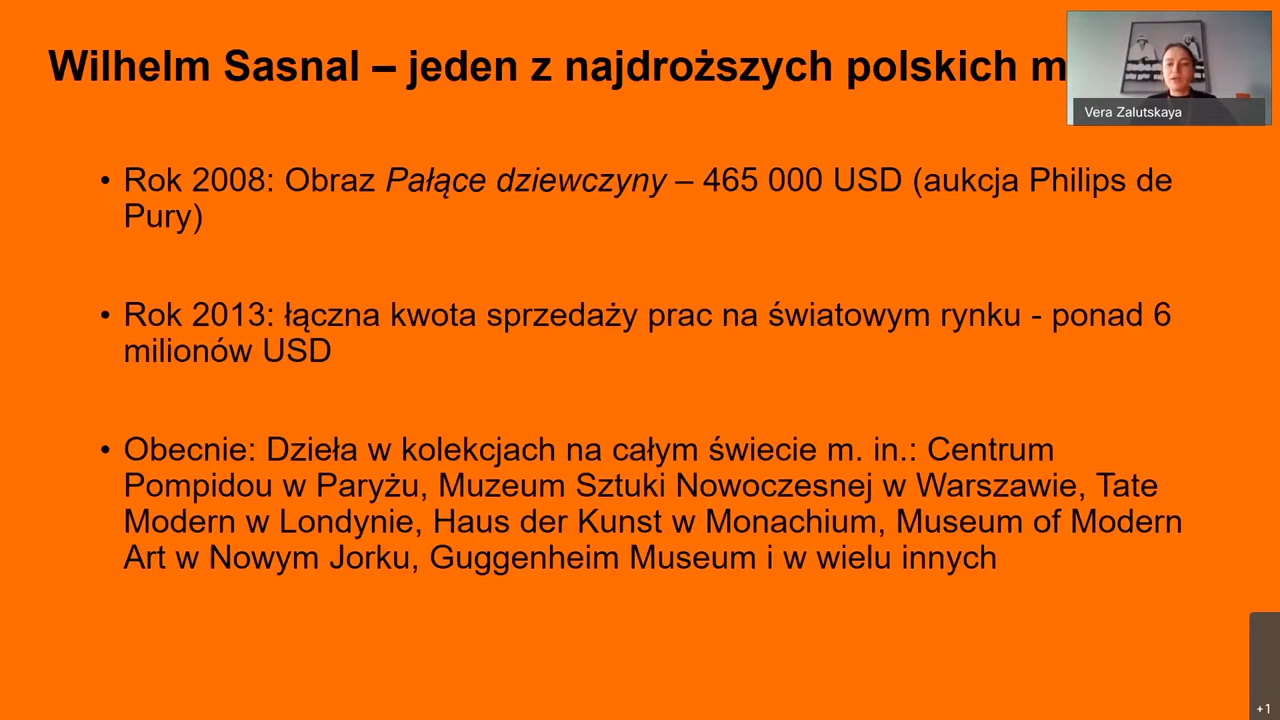 Wilhelm Sasnal – jeden z najdroższych polskich m
Vera Zalutskaya
• Rok 2008: Obraz Pałące dziewczyny – 465 000 USD (aukcja Philips de
Pury)
• Rok 2013: łączna kwota sprzedaży prac na światowym rynku - ponad 6
milionów USD
• Obecnie: Dzieła w kolekcjach na całym świecie m. in.: Centrum
Pompidou w Paryżu, Muzeum Sztuki Nowoczesnej w Warszawie, Tate
Modern w Londynie, Haus der Kunst w Monachium, Museum of Modern
Art w Nowym Jorku, Guggenheim Museum i w wielu innych
+1